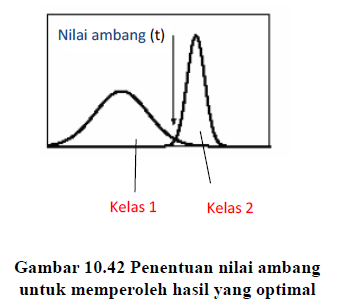 Nilai ambang (t)
Kelas 1
Kelas 2
Gambar 10.42 Penentuan nilai ambang
untuk memperoleh hasil yang optimal